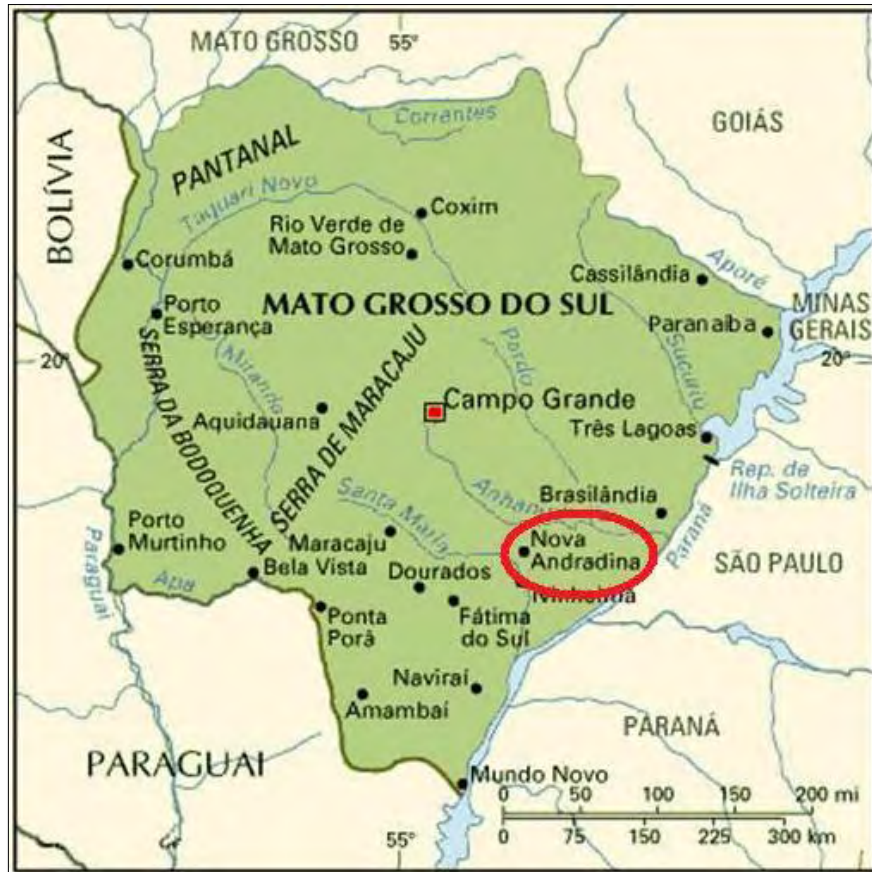 MATO GROSSO
55°
Correntes
GOIÁS
PANTANAL
BOLÍVIA
Taquari Novo
Coxim
Rio Verde de
Mato Grosso
Corumbá
Aporé
Cassilândia
Porto
Esperança
MATO GROSSO DO SUL
MINAS
GERAIS
Paranaíba
20°
20°
SERRA DA BODOQUENHA
Miranda
SERRA DE MARACAJU
Pardo
Sucuriú
Campo Grande
Aquidauana
Três Lagoas
Rep. de
Ilha Solteira
Santa Maria
Brasilândia
Porto
Murtinho
Maracaju
Nova
Andradina
Paraná
SÃO PAULO
Paraguai
Apa
Bela Vista
Dourados
Ponta
Porã
Fátima
do Sul
Naviraí
Amambaí
PARANÁ
PARAGUAI
Mundo Novo
0 50 100 150 200 mi
0 75 150 225 300 km
55°